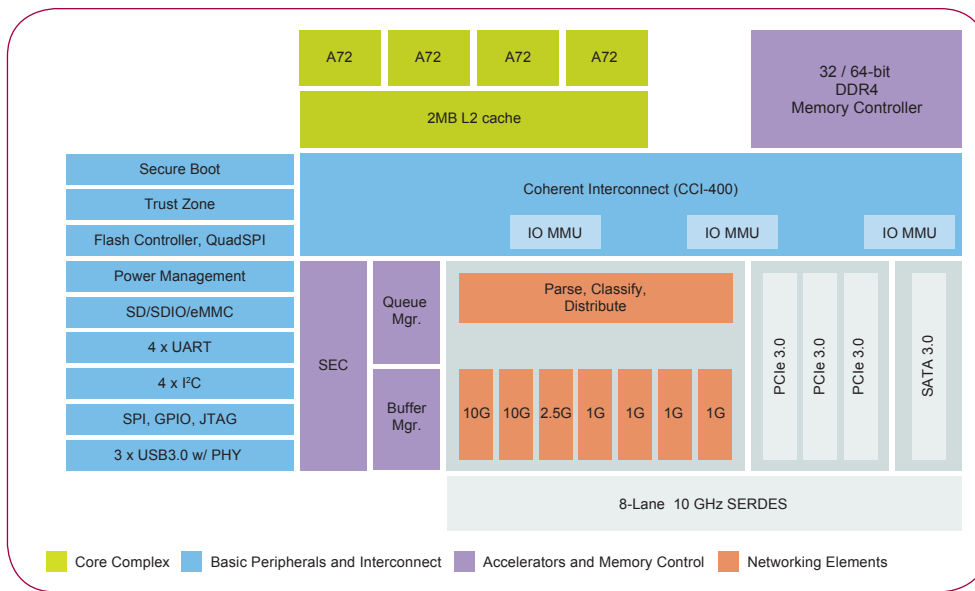 A72
A72
A72
A72
32 / 64-bit
DDR4
Memory Controller
2MB L2 cache
Secure Boot
Trust Zone
Flash Controller, QuadSPI
Power Management
SD/SDIO/eMMC
4 x UART
4 x I²C
SPI, GPIO, JTAG
3 x USB3.0 w/ PHY
Coherent Interconnect (CCI-400)
IO MMU
IO MMU
IO MMU
SEC
Queue
Mgr.
Buffer
Mgr.
Parse, Classify,
Distribute
10G
10G
2.5G
1G
1G
1G
1G
PCIe 3.0
PCIe 3.0
PCIe 3.0
SATA 3.0
8-Lane 10 GHz SERDES
Core Complex
Basic Peripherals and Interconnect
Accelerators and Memory Control
Networking Elements